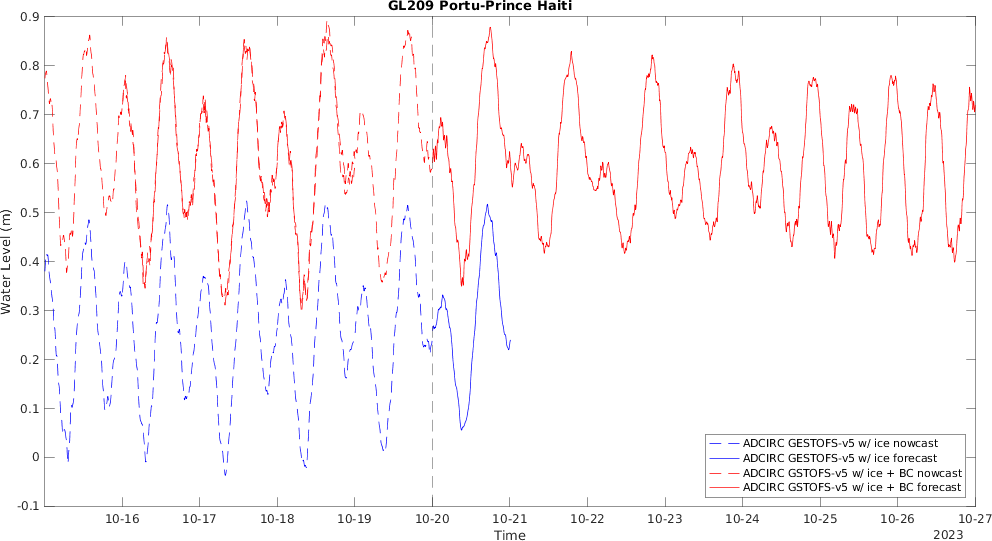 GL209 Portu-Prince Haiti
0.9
0.8
0.7
0.6
0.5
0.4
0.3
0.2
0.1
0
-0.1
Water Level (m)
10-16 10-17 10-18 10-19 10-20 10-21 10-22 10-23 10-24 10-25 10-26 10-27
Time
2023
ADCIRC GESTOFS-v5 w/ ice nowcast
ADCIRC GESTOFS-v5 w/ ice forecast
ADCIRC GSTOFS-v5 w/ ice + BC nowcast
ADCIRC GSTOFS-v5 w/ ice + BC forecast